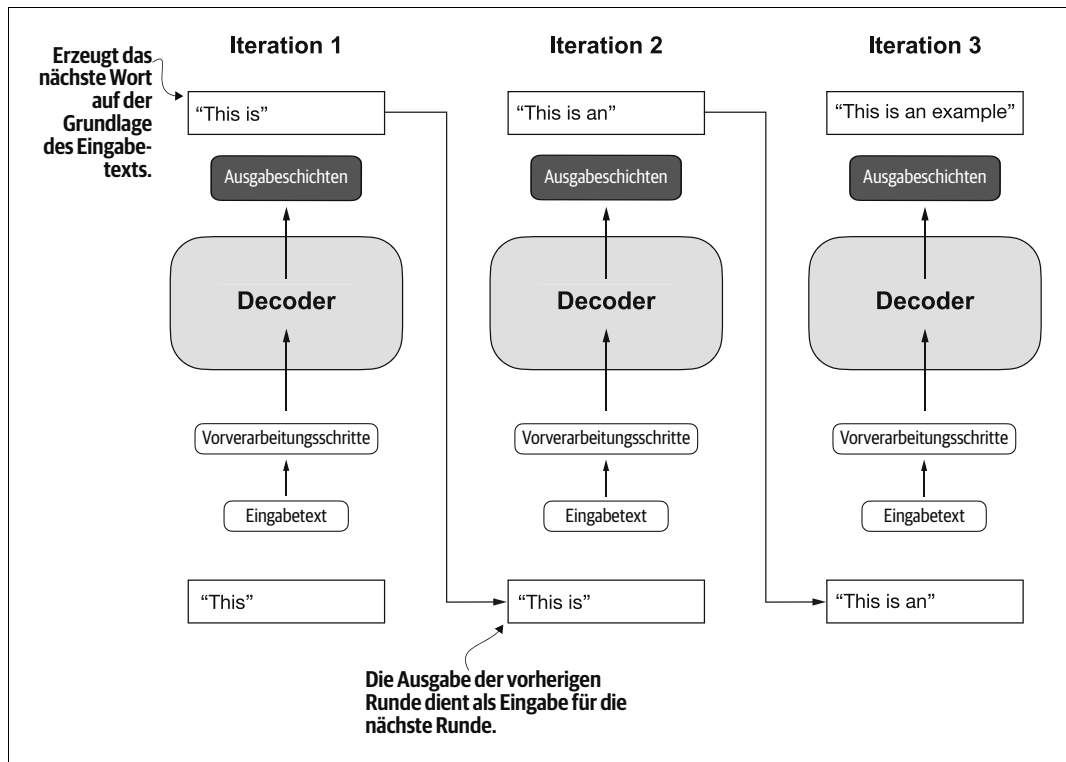 Iteration 1
Iteration 2
Iteration 3
Erzeugt das
nächste Wort
auf der
Grundlage
des Eingabe-
texts.
“This is”
“This is an”
“This is an example”
Ausgabeschichten
Ausgabeschichten
Ausgabeschichten
Decoder
Decoder
Decoder
Vorverarbeitungsschritte
Vorverarbeitungsschritte
Vorverarbeitungsschritte
Eingabetext
Eingabetext
Eingabetext
“This”
“This is”
“This is an”
Die Ausgabe der vorherigen
Runde dient als Eingabe für die
nächste Runde.